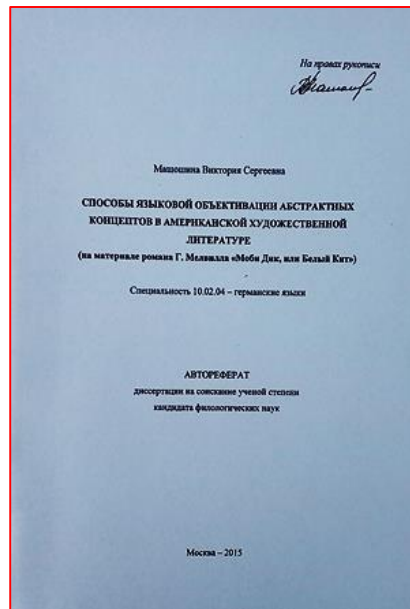 На правах рукописи
Машошина Виктория Сергеевна
СПОСОБЫ ЯЗЫКОВОЙ ОБЪЕКТИВАЦИИ АБСТРАКТНЫХ
КОНЦЕПТОВ В АМЕРИКАНСКОЙ ХУДОЖЕСТВЕННОЙ
ЛИТЕРАТУРЕ
(на материале романа Г. Мелвилла «Моби Дик, или Белый Кит»)
Специальность 10.02.04 – германские языки
АВТОРЕФЕРАТ
диссертации на соискание ученой степени
кандидата филологических наук
Москва – 2015